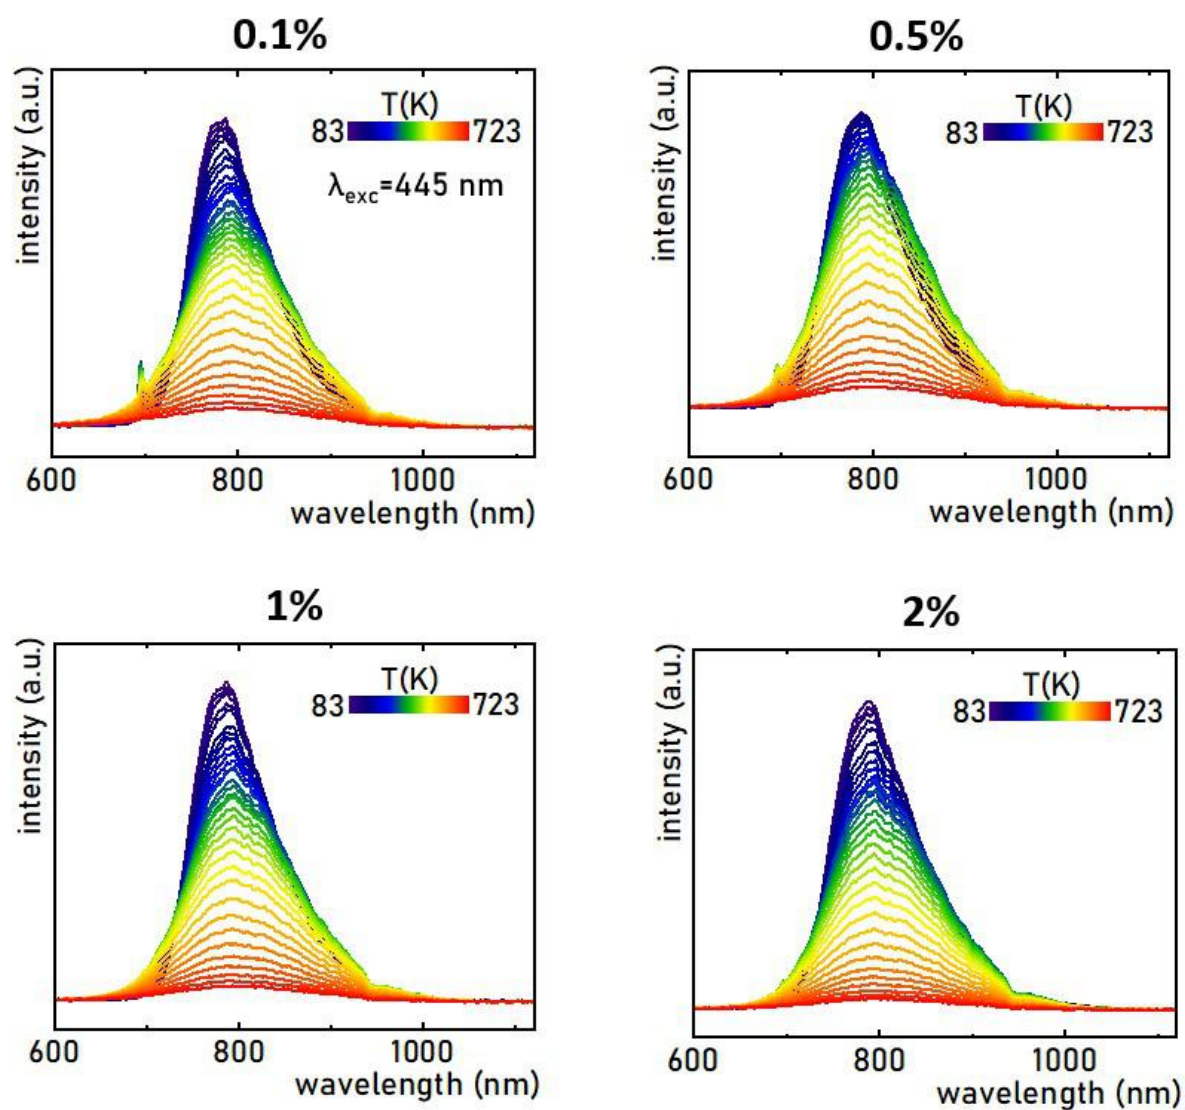 0.1%
intensity (a.u.)
T(K)
83 723
λexc=445 nm
600 800 1000
wavelength (nm)
0.5%
intensity (a.u.)
T(K)
83 723
600 800 1000
wavelength (nm)
1%
intensity (a.u.)
T(K)
83 723
600 800 1000
wavelength (nm)
2%
intensity (a.u.)
T(K)
83 723
600 800 1000
wavelength (nm)